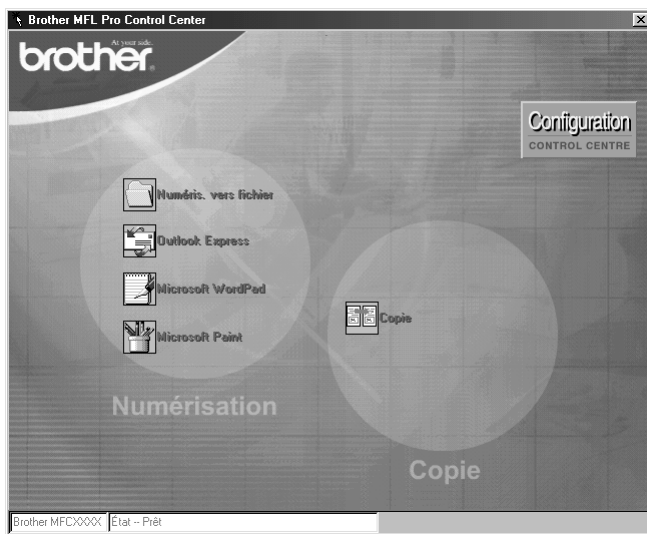 Brother MFL Pro Control Center
At your side.
brother
Configuration
CONTROL CENTRE
Numéris. vers fichier
Outlook Express
Microsoft WordPad
Microsoft Paint
Numérisation
Copie
Copie
Brother MFCXXXX
État -- Prêt